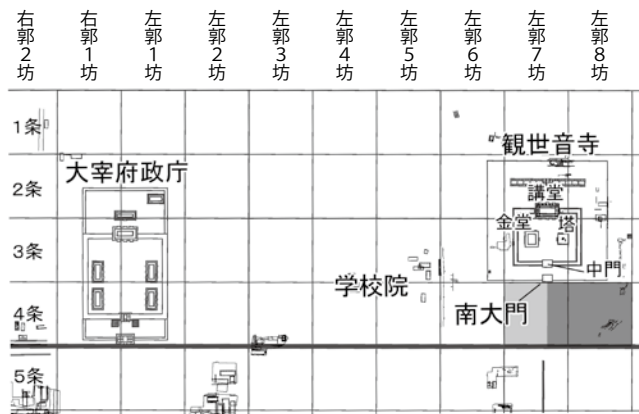 右郭2坊
右郭1坊
左郭1坊
左郭2坊
左郭3坊
左郭4坊
左郭5坊
左郭6坊
左郭7坊
左郭8坊
1条
観世音寺
大宰府政庁
2条
講堂
金堂
塔
3条
中門
学校院
南大門
4条
5条